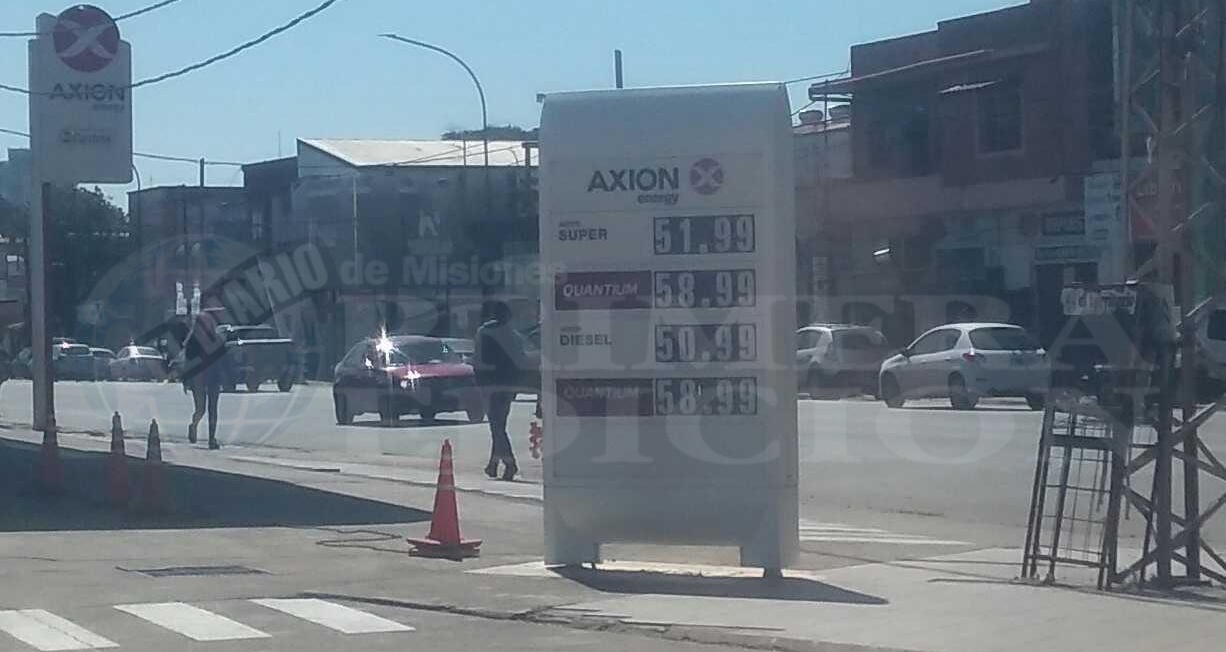 AXION
energy
AXION
energy
SUPER
51.99
QUANTIUM
58.99
DIESEL
50.99
QUANTIUM
58.99
DIARIO de Misiones
PRIMERA
EDICION